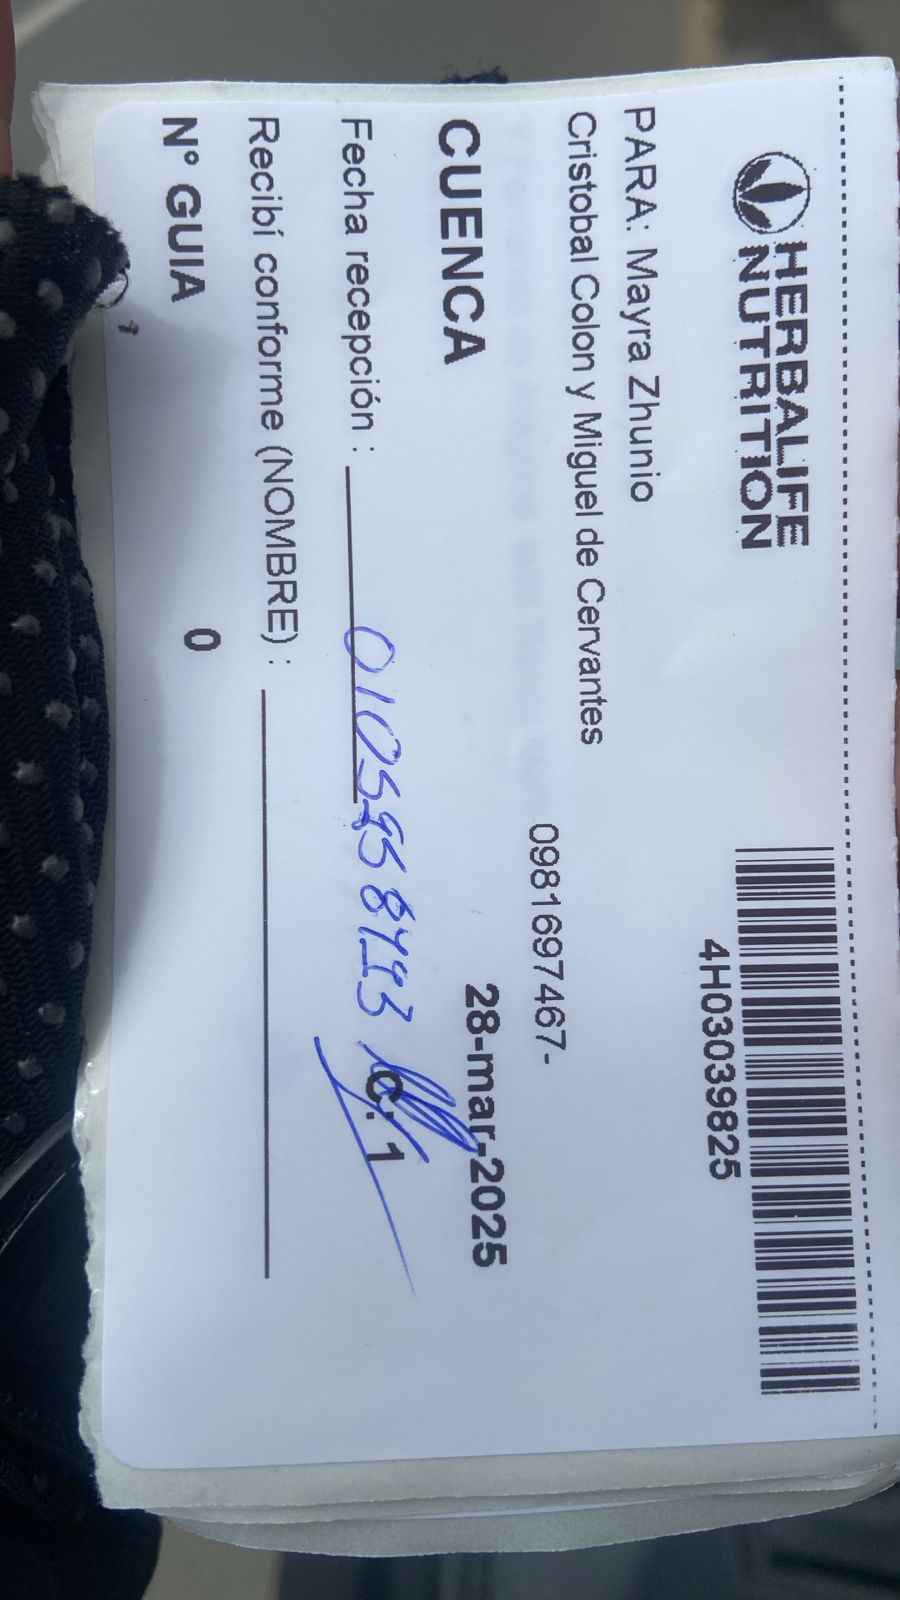 HERBALIFE
NUTRITION
4H03039825
PARA: Mayra Zhunio
Cristobal Colon y Miguel de Cervantes
0981697467-
CUENCA 28-mar-2025
Fecha recepción :
C: 1
Recibí conforme (NOMBRE) :
N° GUIA 0